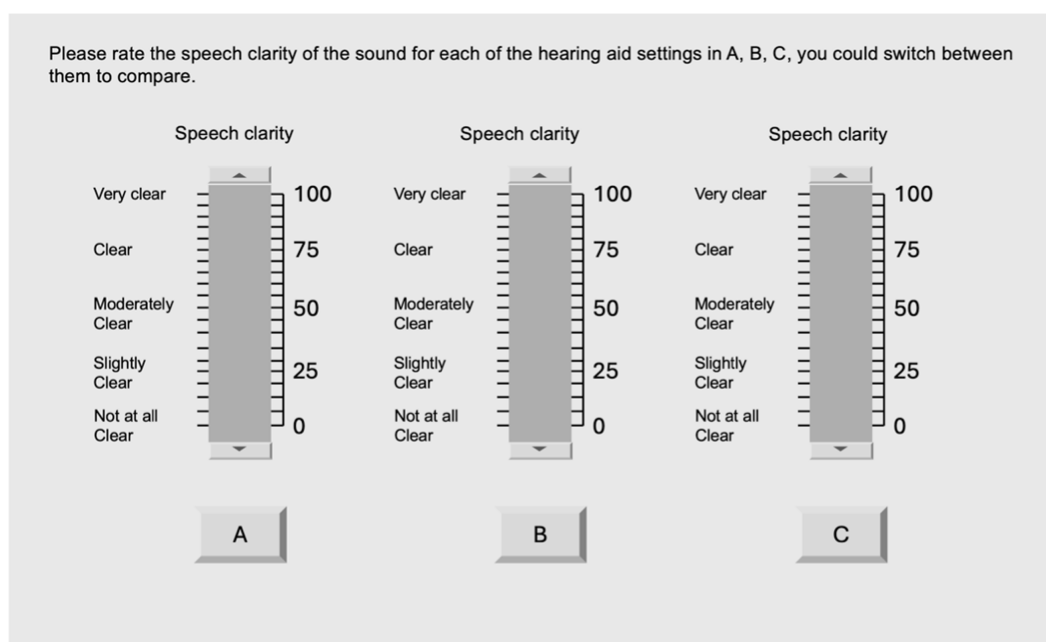 Please rate the speech clarity of the sound for each of the hearing aid settings in A, B, C, you could switch between
them to compare.
Speech clarity
Very clear
100
Clear
75
Moderately
Clear
50
Slightly
Clear
25
Not at all
Clear
0
A
Speech clarity
Very clear
100
Clear
75
Moderately
Clear
50
Slightly
Clear
25
Not at all
Clear
0
B
Speech clarity
Very clear
100
Clear
75
Moderately
Clear
50
Slightly
Clear
25
Not at all
Clear
0
C